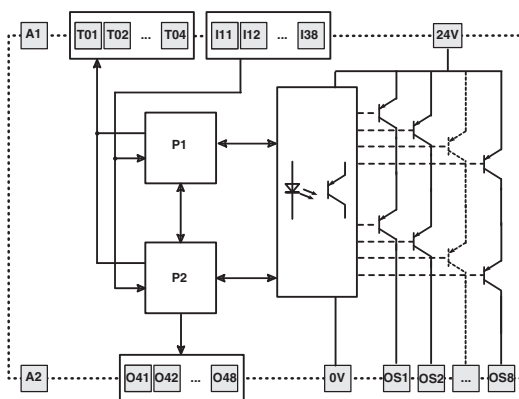 A1 T01 T02 ... T04 I11 I12 ... I38 24V
P1
P2
A2 O41 O42 ... O48 0V OS1 OS2 ... OS8